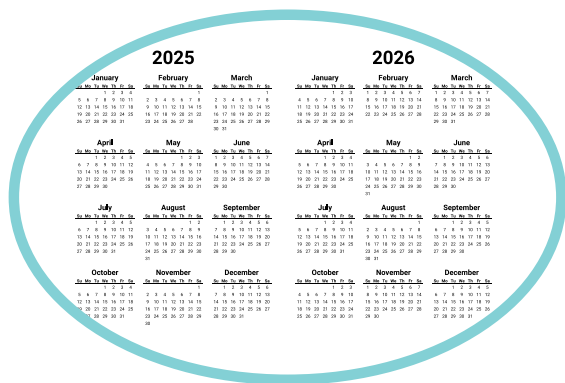 2025
January
Su Mo Tu We Th Fr Sa
1 2 3 4
5 6 7 8 9 10 11
12 13 14 15 16 17 18
19 20 21 22 23 24 25
26 27 28 29 30 31
February
Su Mo Tu We Th Fr Sa
1
2 3 4 5 6 7 8
9 10 11 12 13 14 15
16 17 18 19 20 21 22
23 24 25 26 27 28
March
Su Mo Tu We Th Fr Sa
1
2 3 4 5 6 7 8
9 10 11 12 13 14 15
16 17 18 19 20 21 22
23 24 25 26 27 28 29
30 31
April
Su Mo Tu We Th Fr Sa
1 2 3 4 5
6 7 8 9 10 11 12
13 14 15 16 17 18 19
20 21 22 23 24 25 26
27 28 29 30
May
Su Mo Tu We Th Fr Sa
1 2 3
4 5 6 7 8 9 10
11 12 13 14 15 16 17
18 19 20 21 22 23 24
25 26 27 28 29 30 31
June
Su Mo Tu We Th Fr Sa
1 2 3 4 5 6 7
8 9 10 11 12 13 14
15 16 17 18 19 20 21
22 23 24 25 26 27 28
29 30
July
Su Mo Tu We Th Fr Sa
1 2 3 4 5
6 7 8 9 10 11 12
13 14 15 16 17 18 19
20 21 22 23 24 25 26
27 28 29 30 31
August
Su Mo Tu We Th Fr Sa
1 2
3 4 5 6 7 8 9
10 11 12 13 14 15 16
17 18 19 20 21 22 23
24 25 26 27 28 29 30
31
September
Su Mo Tu We Th Fr Sa
1 2 3 4 5 6
7 8 9 10 11 12 13
14 15 16 17 18 19 20
21 22 23 24 25 26 27
28 29 30
October
Su Mo Tu We Th Fr Sa
1 2 3 4
5 6 7 8 9 10 11
12 13 14 15 16 17 18
19 20 21 22 23 24 25
28 29 30 31
November
Su Mo Tu We Th Fr Sa
1
2 3 4 5 6 7 8
9 10 11 12 13 14 15
16 17 18 19 20 21 22
23 24 25 26 27 28 29
30
December
Su Mo Tu We Th Fr Sa
1 2 3 4 5 6
7 8 9 10 11 12 13
14 15 16 17 18 19 20
21 22 23 24 25 26 27
28 29 30 31
2026
January
Su Mo Tu We Th Fr Sa
1 2 3
4 5 6 7 8 9 10
11 12 13 14 15 16 17
18 19 20 21 22 23 24
25 26 27 28 29 30 31
February
Su Mo Tu We Th Fr Sa
1 2 3 4 5 6 7
8 9 10 11 12 13 14
15 16 17 18 19 20 21
22 23 24 25 26 27 28
March
Su Mo Tu We Th Fr Sa
1 2 3 4 5 6 7
8 9 10 11 12 13 14
15 16 17 18 19 20 21
22 23 24 25 26 27 28
29 30 31
April
Su Mo Tu We Th Fr Sa
1 2 3 4
5 6 7 8 9 10 11
12 13 14 15 16 17 18
19 20 21 22 23 24 25
26 27 28 29 30
May
Su Mo Tu We Th Fr Sa
1 2
3 4 5 6 7 8 9
10 11 12 13 14 15 16
17 18 19 20 21 22 23
24 25 26 27 28 29 30
31
June
Su Mo Tu We Th Fr Sa
1 2 3 4 5 6
7 8 9 10 11 12 13
14 15 16 17 18 19 20
21 22 23 24 25 26 27
28 29 30
July
Su Mo Tu We Th Fr Sa
1 2 3 4
5 6 7 8 9 10 11
12 13 14 15 16 17 18
19 20 21 22 23 24 25
26 27 28 29 30 31
August
Su Mo Tu We Th Fr Sa
1
2 3 4 5 6 7 8
9 10 11 12 13 14 15
16 17 18 19 20 21 22
23 24 25 26 27 28 29
30 31
September
Su Mo Tu We Th Fr Sa
1 2 3 4 5
6 7 8 9 10 11 12
13 14 15 16 17 18 19
20 21 22 23 24 25 26
27 28 29 30
October
Su Mo Tu We Th Fr Sa
1 2 3
4 5 6 7 8 9 10
11 12 13 14 15 16 17
18 19 20 21 22 23 24
25 26 27 28 29 30 31
November
Su Mo Tu We Th Fr Sa
1 2 3 4 5 6 7
8 9 10 11 12 13 14
15 16 17 18 19 20 21
22 23 24 25 26 27 28
29 30
December
Su Mo Tu We Th Fr Sa
1 2 3 4 5
6 7 8 9 10 11 12
13 14 15 16 17 18 19
20 21 22 23 24 25 26
27 28 29 30 31